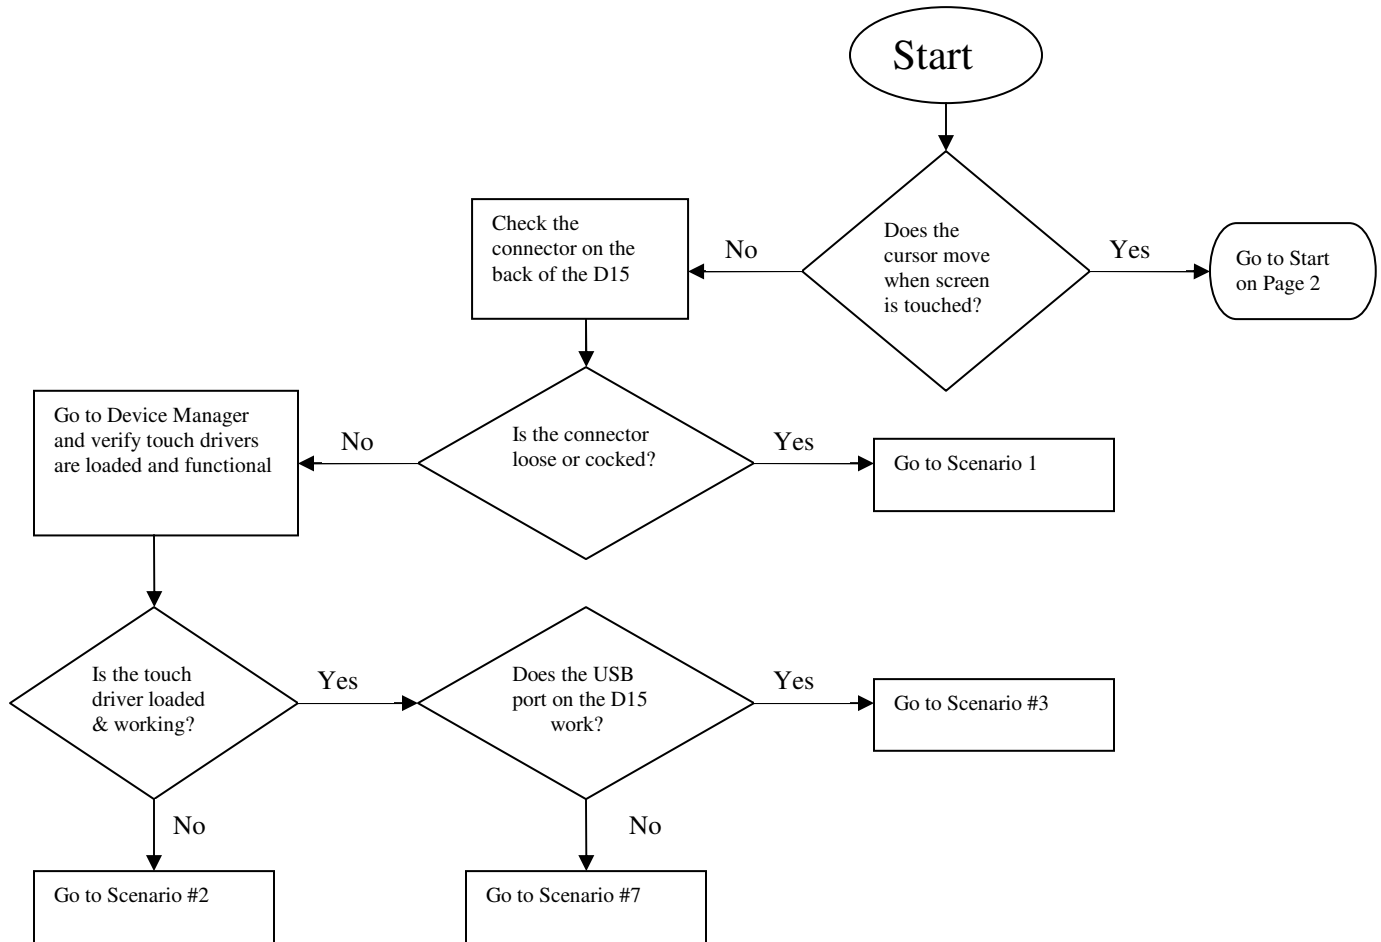 Start
Does the
cursor move
when screen
is touched?
No
Yes
Check the
connector on the
back of the D15
Go to Start
on Page 2
Is the connector
loose or cocked?
No
Yes
Go to Device Manager
and verify touch drivers
are loaded and functional
Go to Scenario 1
Is the touch
driver loaded
& working?
Yes
No
Does the USB
port on the D15
work?
Yes
No
Go to Scenario #3
Go to Scenario #2
Go to Scenario #7